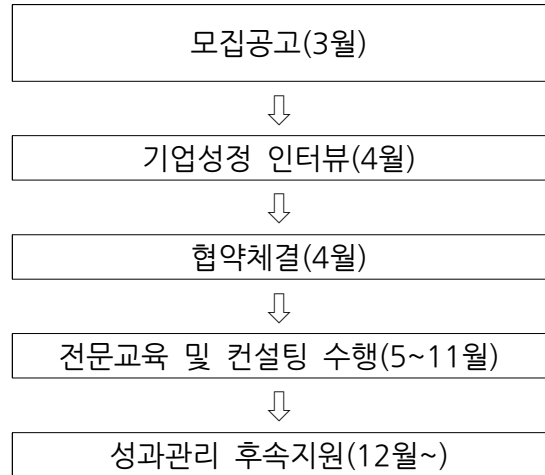 모집공고(3월)
기업성정 인터뷰(4월)
협약체결(4월)
전문교육 및 컨설팅 수행(5~11월)
성과관리 후속지원(12월~)